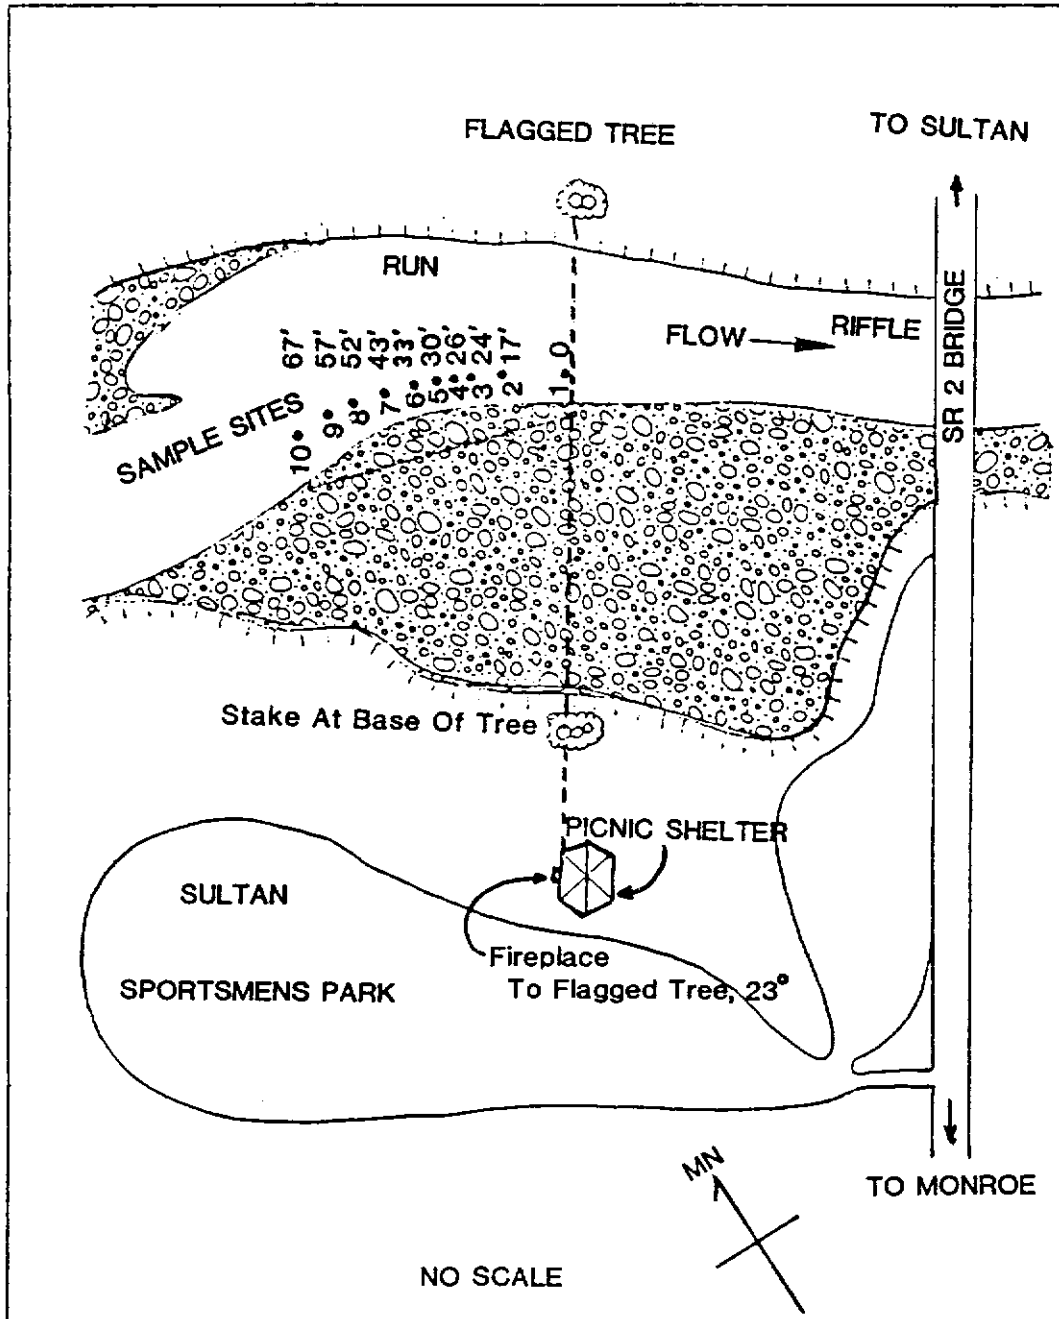 FLAGGED TREE
TO SULTAN
RUN
FLOW
RIFFLE
SR 2 BRIDGE
67'
57'
52'
43'
33'
30'
26'
24'
17'
0
SAMPLE SITES
10
9
8
7
6
5
4
3
2
1
Stake At Base Of Tree
PICNIC SHELTER
SULTAN
SPORTSMENS PARK
Fireplace
To Flagged Tree, 23°
MN
TO MONROE
NO SCALE